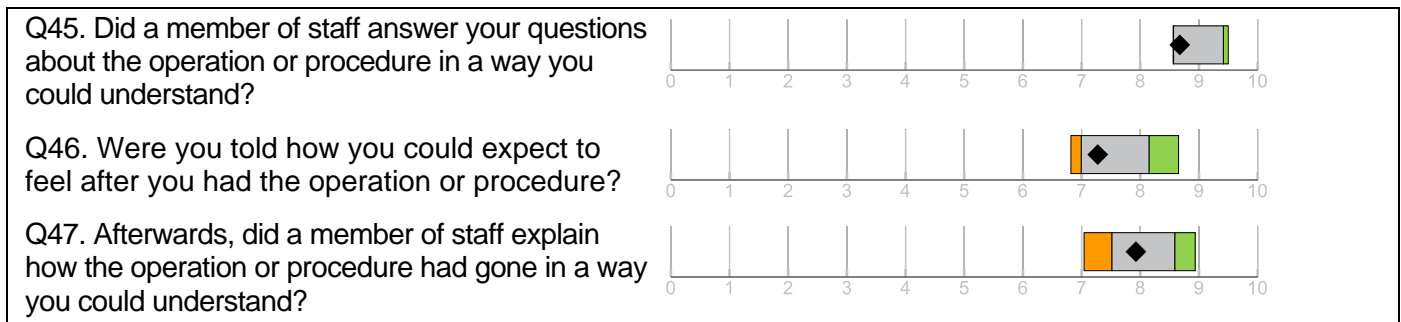 Q45. Did a member of staff answer your questions
about the operation or procedure in a way you
could understand?
0 1 2 3 4 5 6 7 8 9 10
Q46. Were you told how you could expect to
feel after you had the operation or procedure?
0 1 2 3 4 5 6 7 8 9 10
Q47. Afterwards, did a member of staff explain
how the operation or procedure had gone in a way
you could understand?
0 1 2 3 4 5 6 7 8 9 10